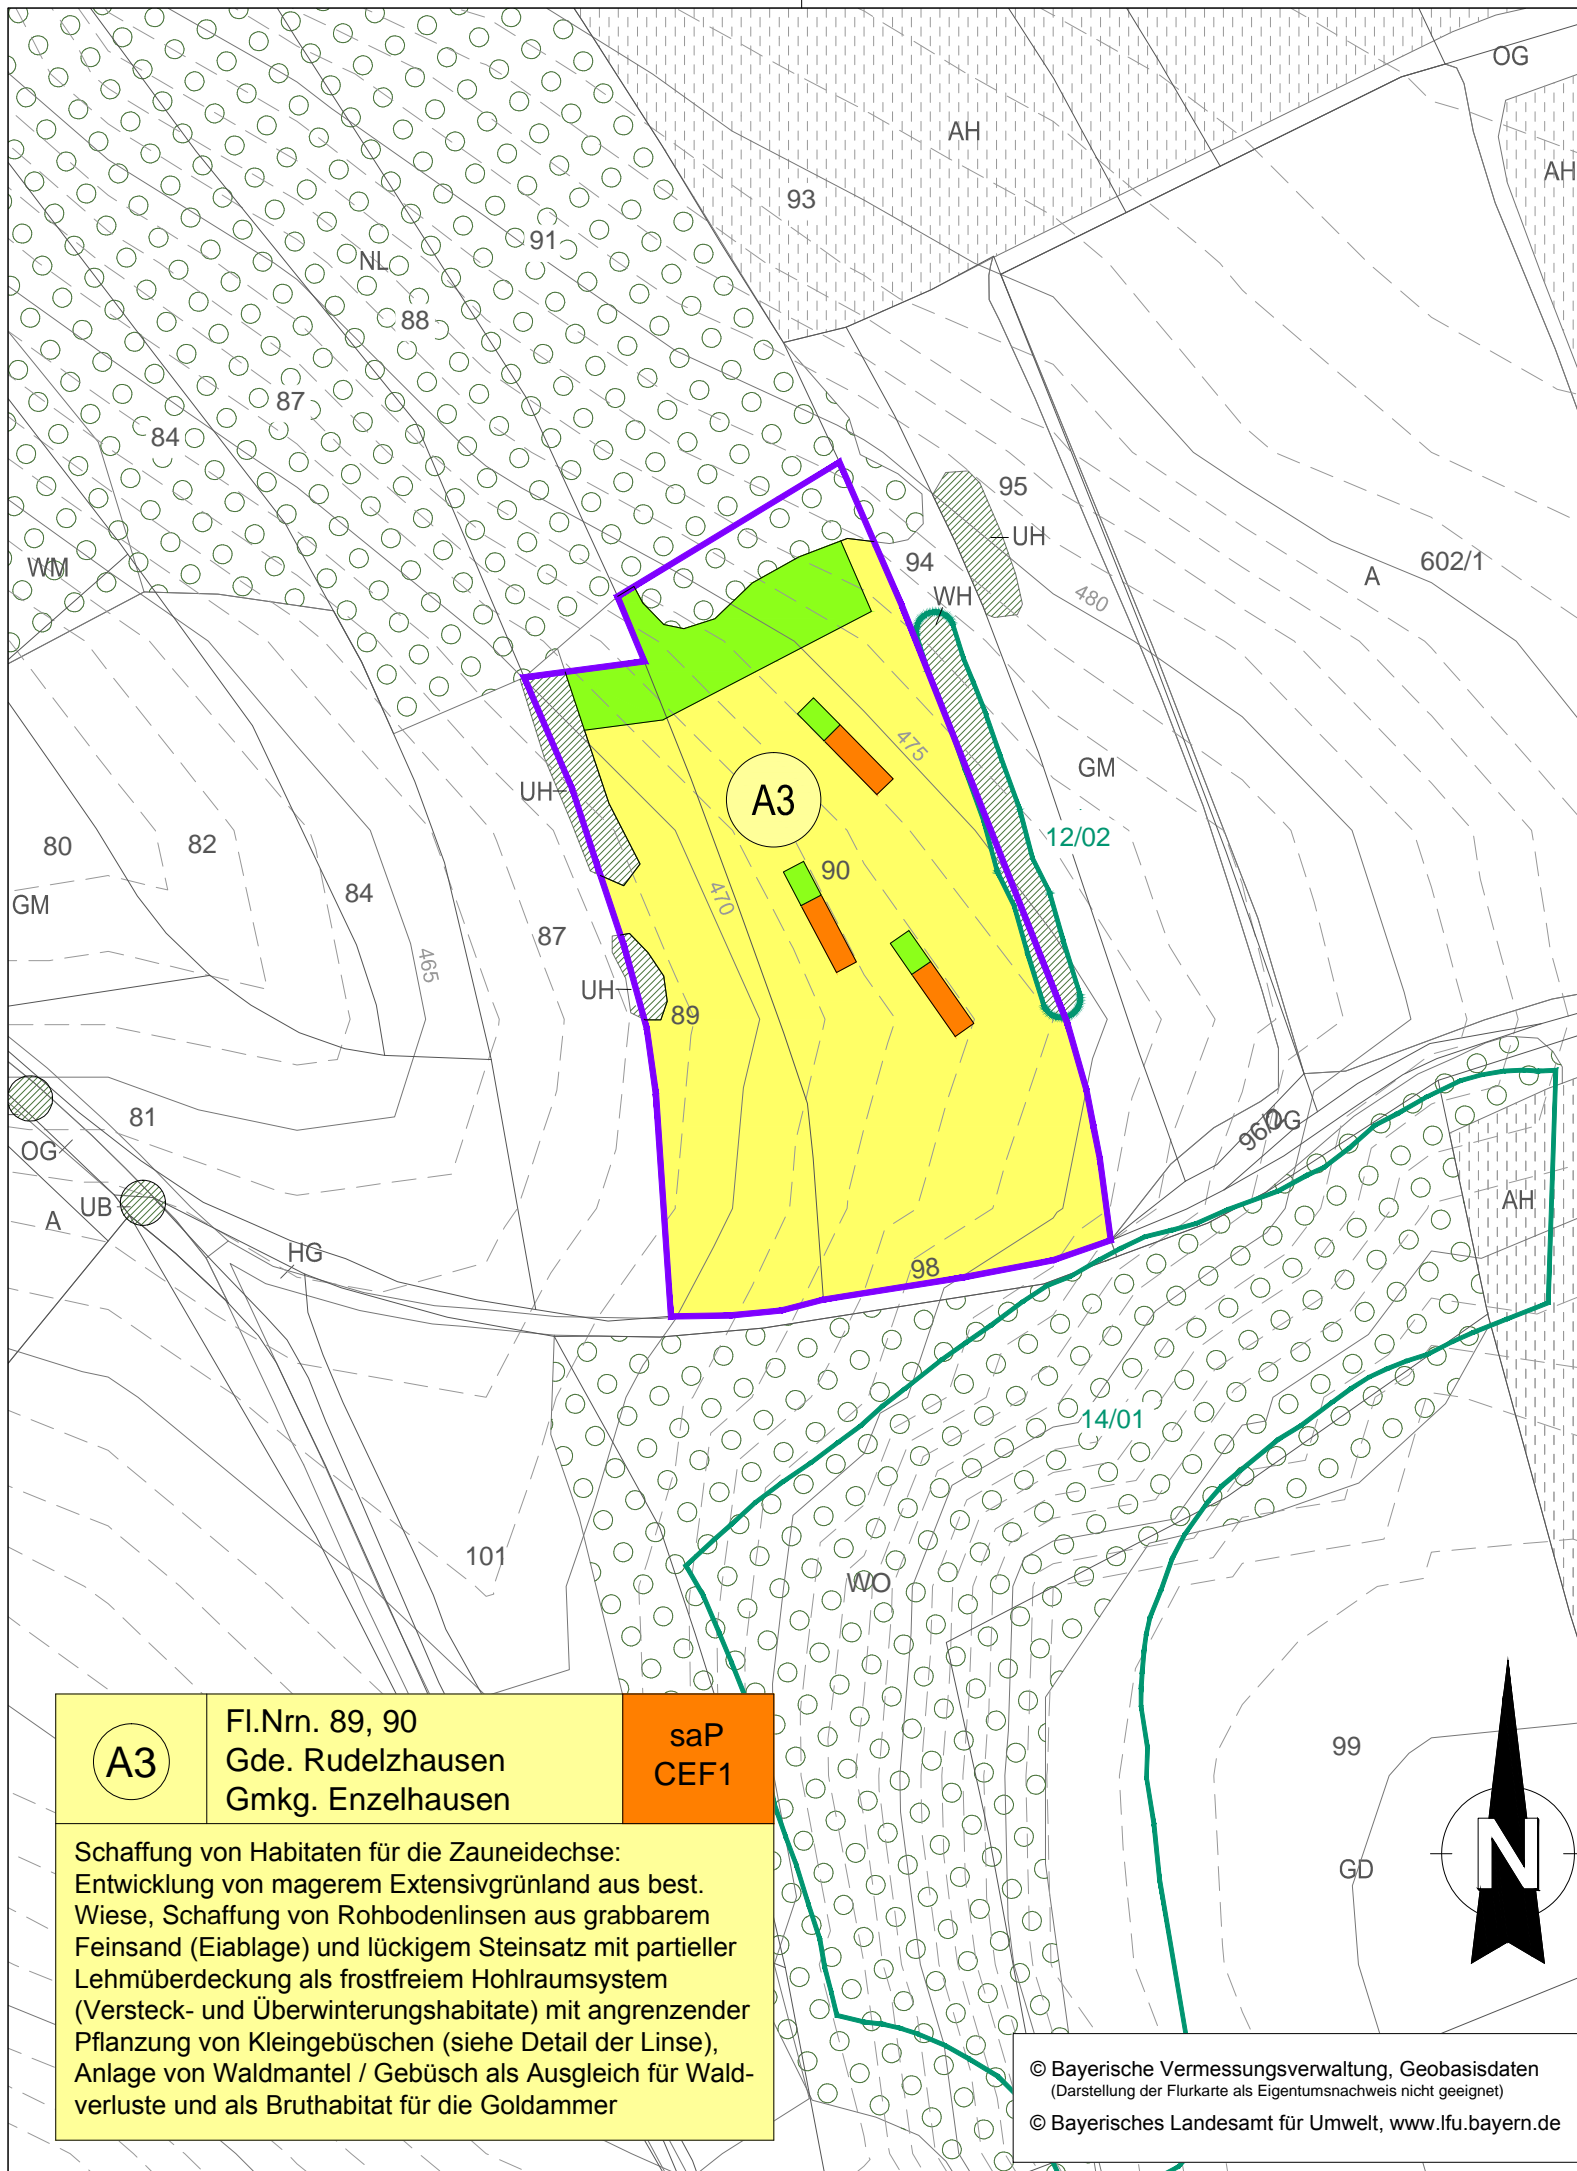 OG
AH
AH
93
91
NL
88
87
84
95
UH
WM
94
A
602/1
WH
480
475
GM
UH
A3
12/02
80
82
90
84
470
GM
87
465
UH
89
81
96/2
OG
OG
UB
A
AH
HG
98
14/01
101
WO
99
GD
N
A3
Fl.Nrn. 89, 90
Gde. Rudelzhausen
Gmkg. Enzelhausen
saP
CEF1
Schaffung von Habitaten für die Zauneidechse:
Entwicklung von magerem Extensivgrünland aus best.
Wiese, Schaffung von Rohbodenlinsen aus grabbarem
Feinsand (Eiablage) und lückigem Steinsatz mit partieller
Lehmüberdeckung als frostfreiem Hohlraumsystem
(Versteck- und Überwinterungshabitate) mit angrenzender
Pflanzung von Kleingebüschen (siehe Detail der Linse),
Anlage von Waldmantel / Gebüsch als Ausgleich für Wald-
verluste und als Bruthabitat für die Goldammer
© Bayerische Vermessungsverwaltung, Geobasisdaten
(Darstellung der Flurkarte als Eigentumsnachweis nicht geeignet)
© Bayerisches Landesamt für Umwelt, www.lfu.bayern.de